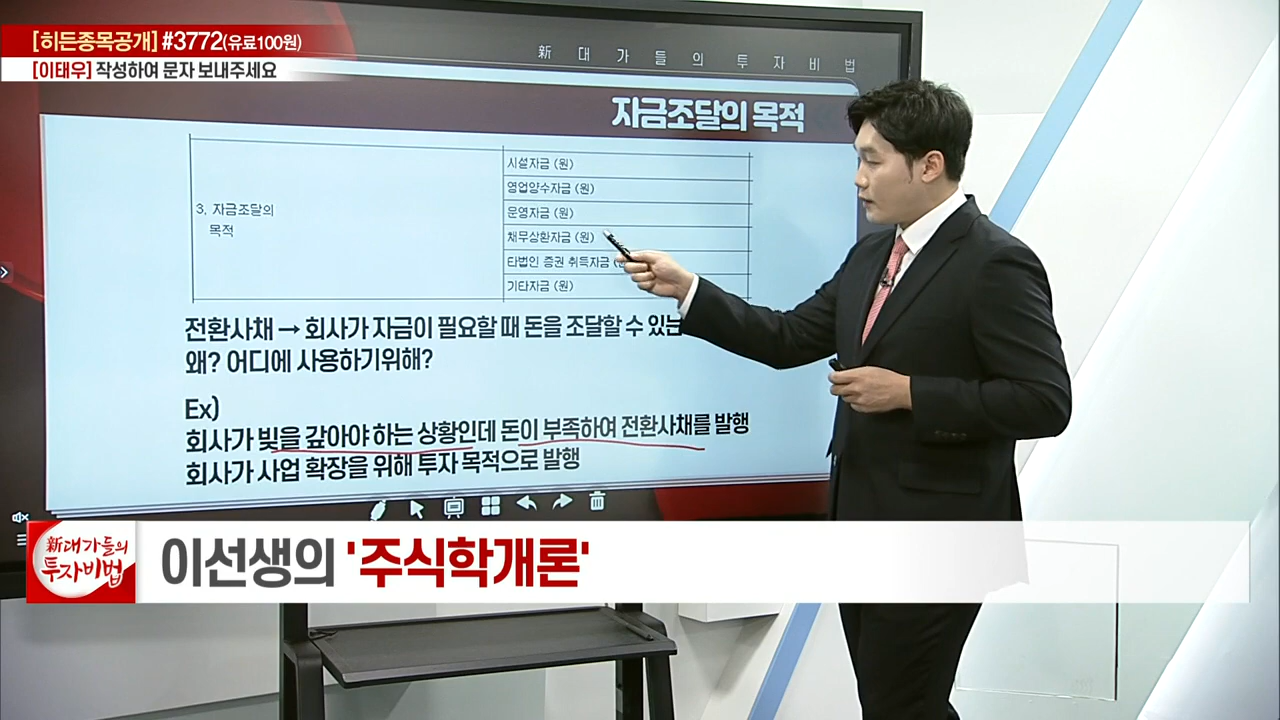 [히든종목공개] #3772(유료100원)
[이태우] 작성하여 문자 보내주세요
新 대 가 들 의 투 자 비 법
자금조달의 목적
3. 자금조달의
목적
시설자금 (원)
영업양수자금 (원)
운영자금 (원)
채무상환자금 (원)
타법인 증권 취득자금
기타자금 (원)
전환사채 → 회사가 자금이 필요할 때 돈을 조달할 수 있는
왜? 어디에 사용하기위해?
Ex)
회사가 빚을 갚아야 하는 상황인데 돈이 부족하여 전환사채를 발행
회사가 사업 확장을 위해 투자 목적으로 발행
新대가들의
투자비법
이선생의 '주식학개론'